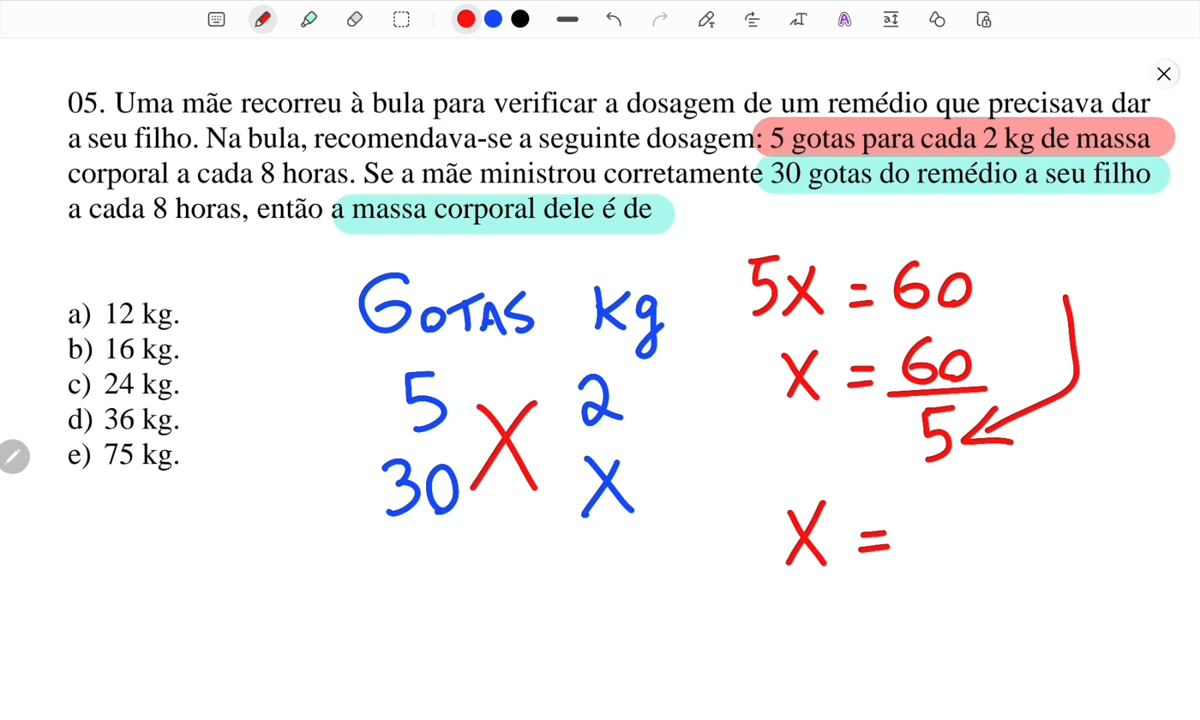 05. Uma mãe recorreu à bula para verificar a dosagem de um remédio que precisava dar
a seu filho. Na bula, recomendava-se a seguinte dosagem: 5 gotas para cada 2 kg de massa
corporal a cada 8 horas. Se a mãe ministrou corretamente 30 gotas do remédio a seu filho
a cada 8 horas, então a massa corporal dele é de
a) 12 kg.
b) 16 kg.
c) 24 kg.
d) 36 kg.
e) 75 kg.
GOTAS kg
5 2
30 X
5X = 60
X = 60
5
X =